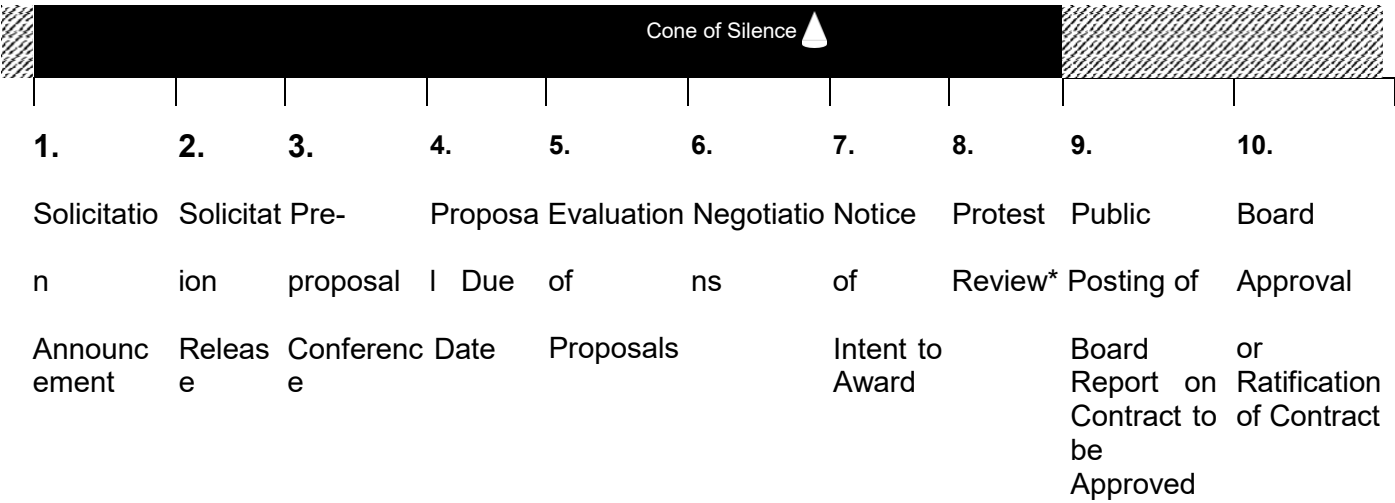 Cone of Silence
1. 2. 3. 4. 5. 6. 7. 8. 9. 10.
Solicitatio Solicitat Pre- Proposa Evaluation Negotiatio Notice Protest Public Board
n ion proposal l Due of ns of Review* Posting of Approval
Announc Releas Conferenc Date Proposals Intent to Board or
ement e e Award Report on Ratification
Contract to of Contract
be
Approved